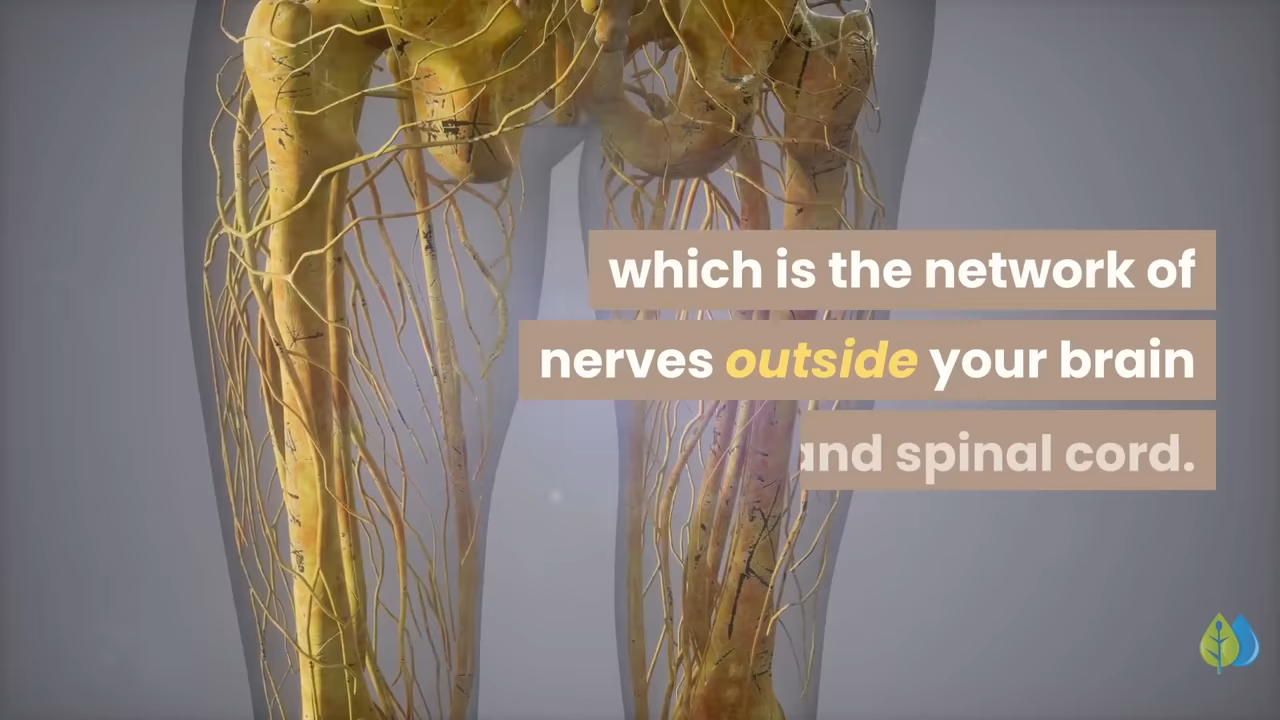 which is the network of
nerves outside your brain
and spinal cord.